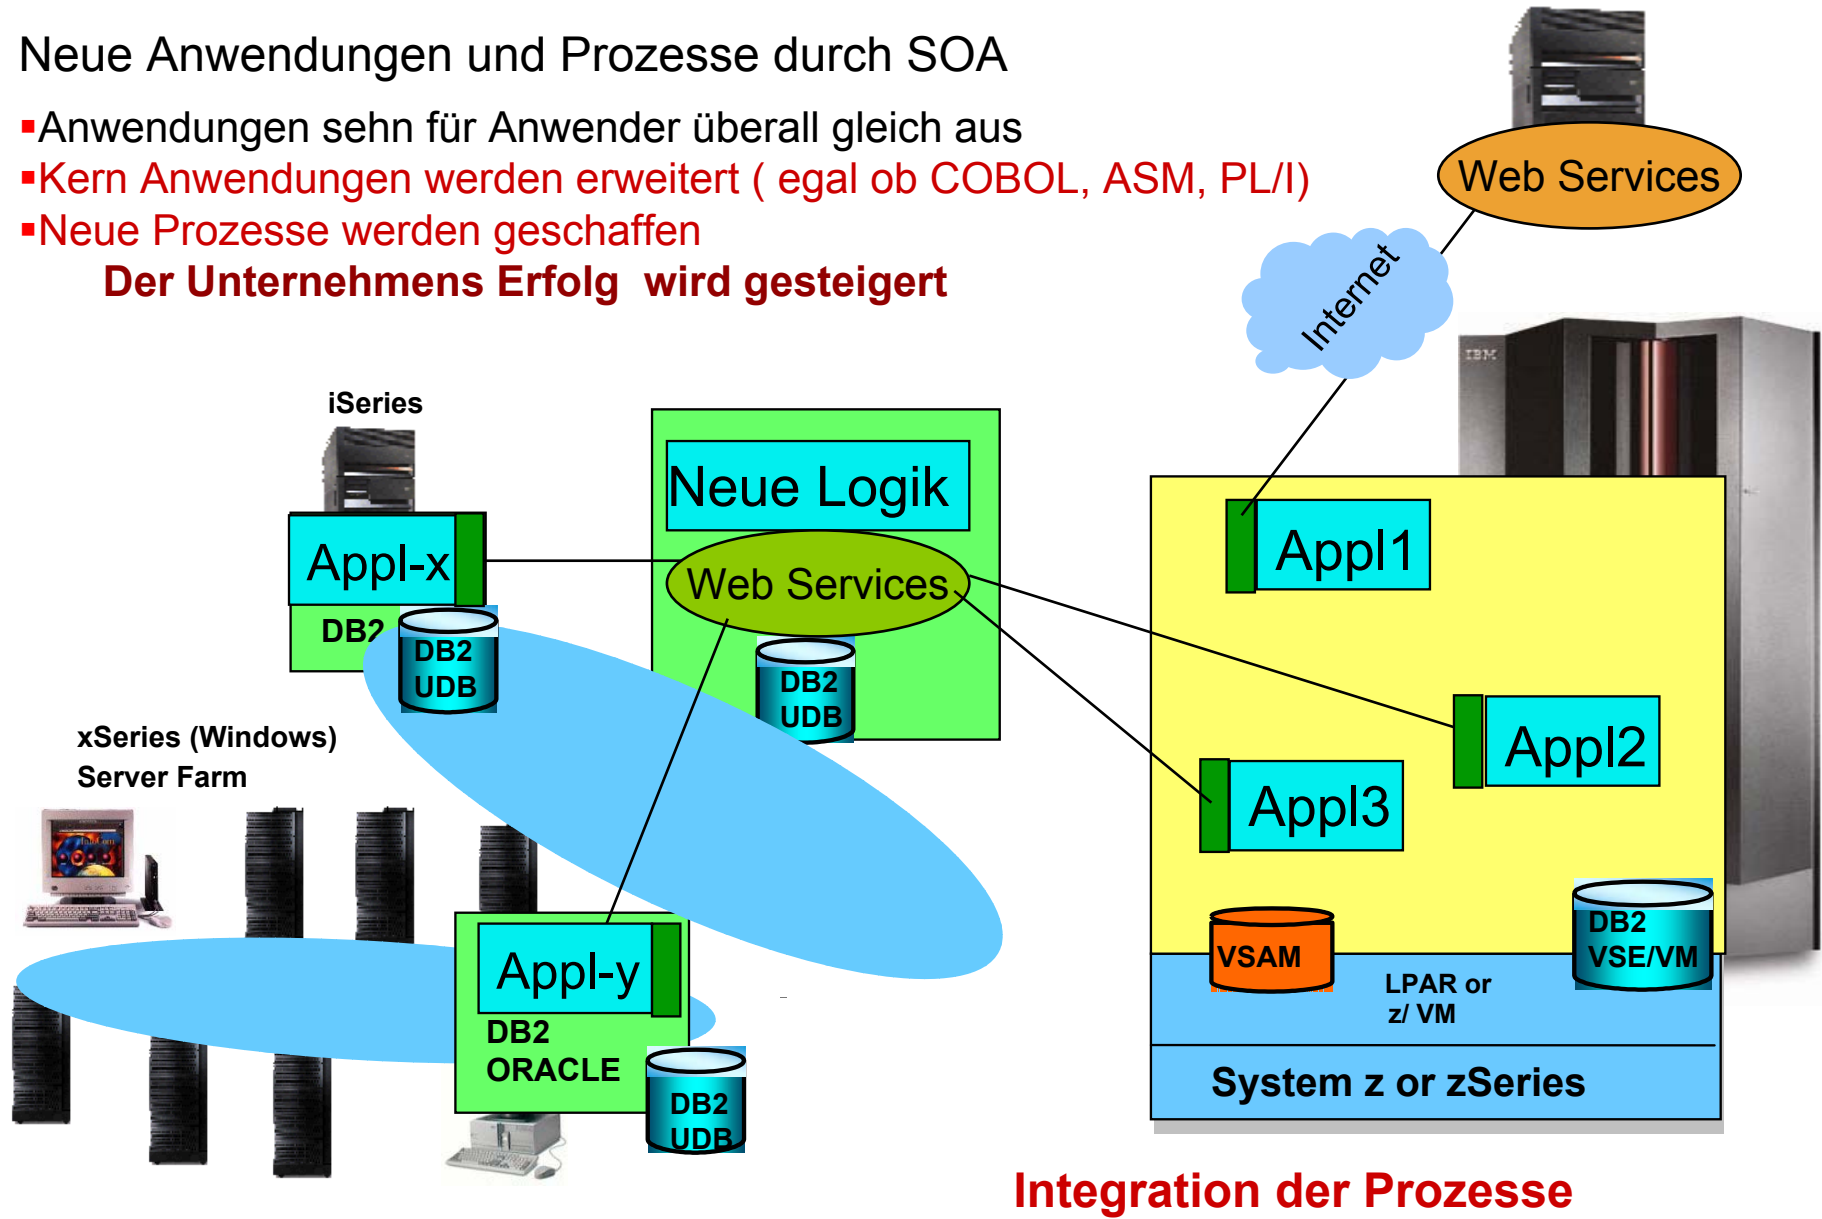 Neue Anwendungen und Prozesse durch SOA
Anwendungen sehn für Anwender überall gleich aus
Kern Anwendungen werden erweitert ( egal ob COBOL, ASM, PL/I)
Neue Prozesse werden geschaffen
Der Unternehmens Erfolg wird gesteigert
Web Services
Internet
IBM
iSeries
Appl-x
DB2
DB2
UDB
Neue Logik
Web Services
DB2
UDB
xSeries (Windows)
Server Farm
Appl-y
DB2
ORACLE
DB2
UDB
Appl1
Appl2
Appl3
VSAM
DB2
VSE/VM
LPAR or
z/ VM
System z or zSeries
Integration der Prozesse